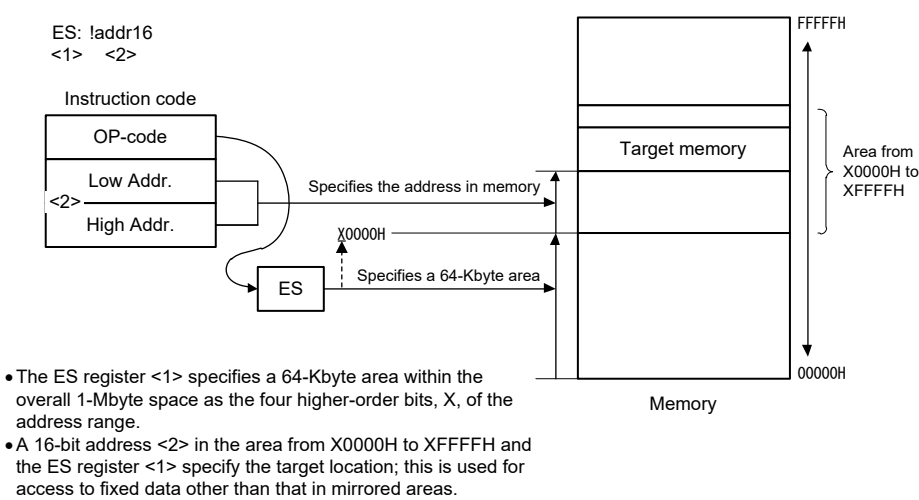 ES: !addr16
<1> <2>
Instruction code
OP-code
Low Addr.
<2>
High Addr.
ES
Specifies the address in memory
X0000H
Specifies a 64-Kbyte area
FFFFFH
Target memory
Area from
X0000H to
XFFFFH
00000H
Memory
• The ES register <1> specifies a 64-Kbyte area within the
overall 1-Mbyte space as the four higher-order bits, X, of the
address range.
• A 16-bit address <2> in the area from X0000H to XFFFFH and
the ES register <1> specify the target location; this is used for
access to fixed data other than that in mirrored areas.